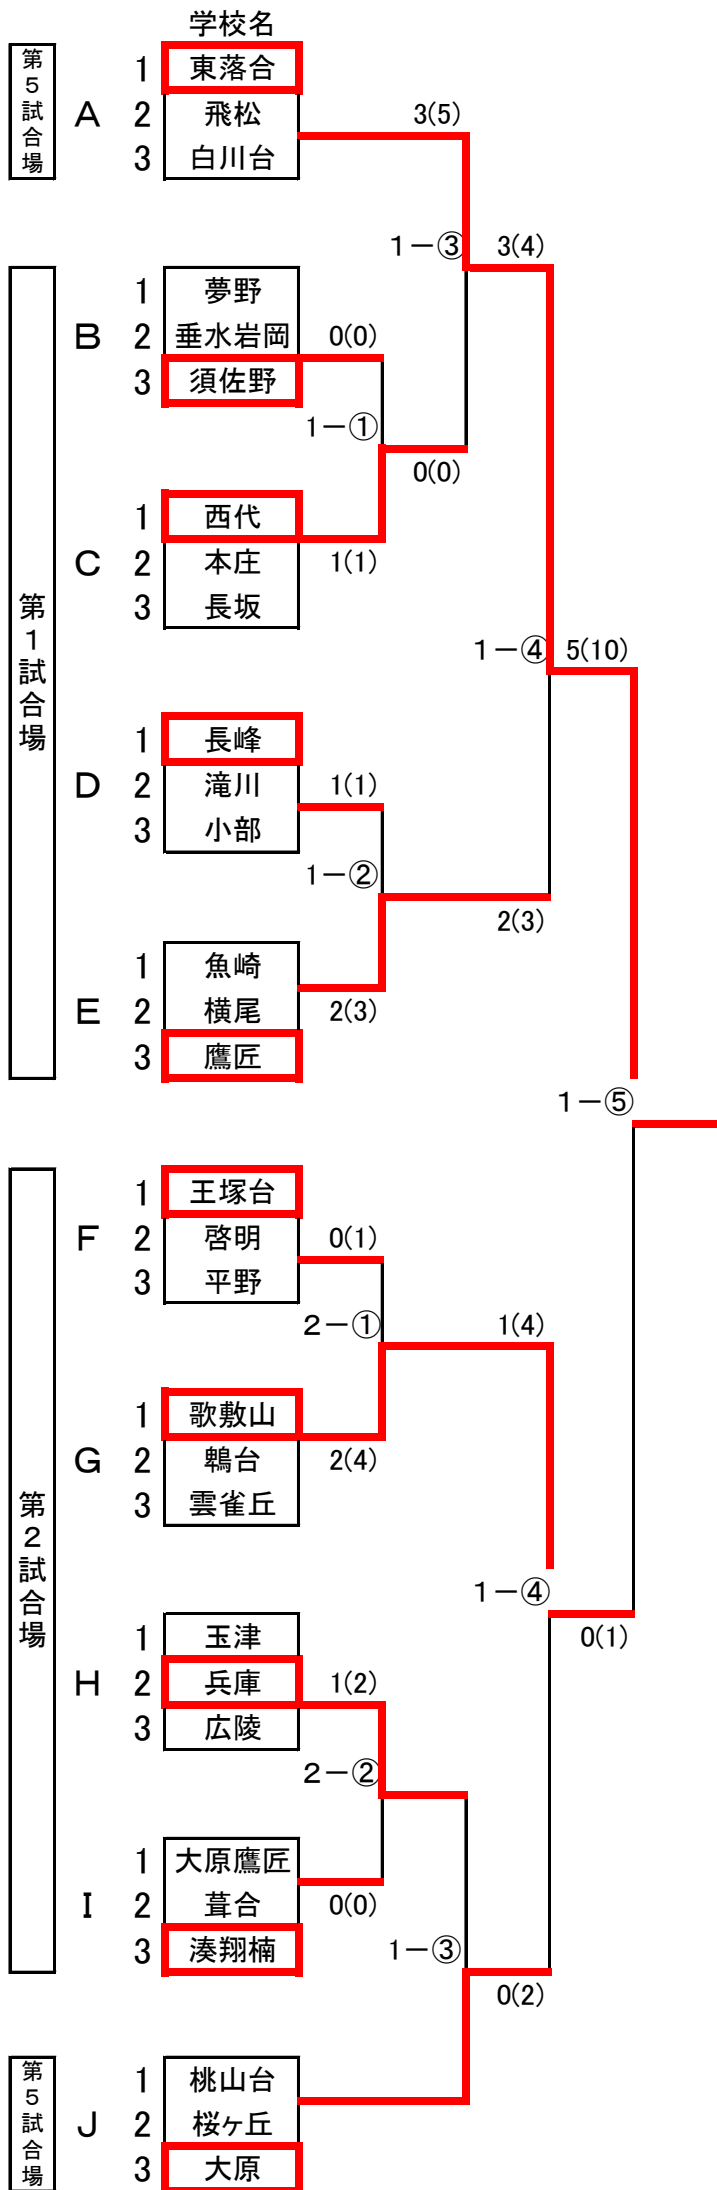 学校名
第5試合場
A
1 東落合
2 飛松
3 白川台
3(5)
1－③
3(4)
第1試合場
B
1 夢野
2 垂水岩岡
3 須佐野
0(0)
1－①
0(0)
C
1 西代
2 本庄
3 長坂
1(1)
1－④
5(10)
D
1 長峰
2 滝川
3 小部
1(1)
1－②
2(3)
E
1 魚崎
2 横尾
3 鷹匠
2(3)
1－⑤
第2試合場
F
1 王塚台
2 啓明
3 平野
0(1)
2－①
1(4)
G
1 歌敷山
2 鵯台
3 雲雀丘
2(4)
1－④
0(1)
H
1 玉津
2 兵庫
3 広陵
1(2)
2－②
I
1 大原鷹匠
2 葺合
3 湊翔楠
0(0)
1－③
0(2)
第5試合場
J
1 桃山台
2 桜ヶ丘
3 大原